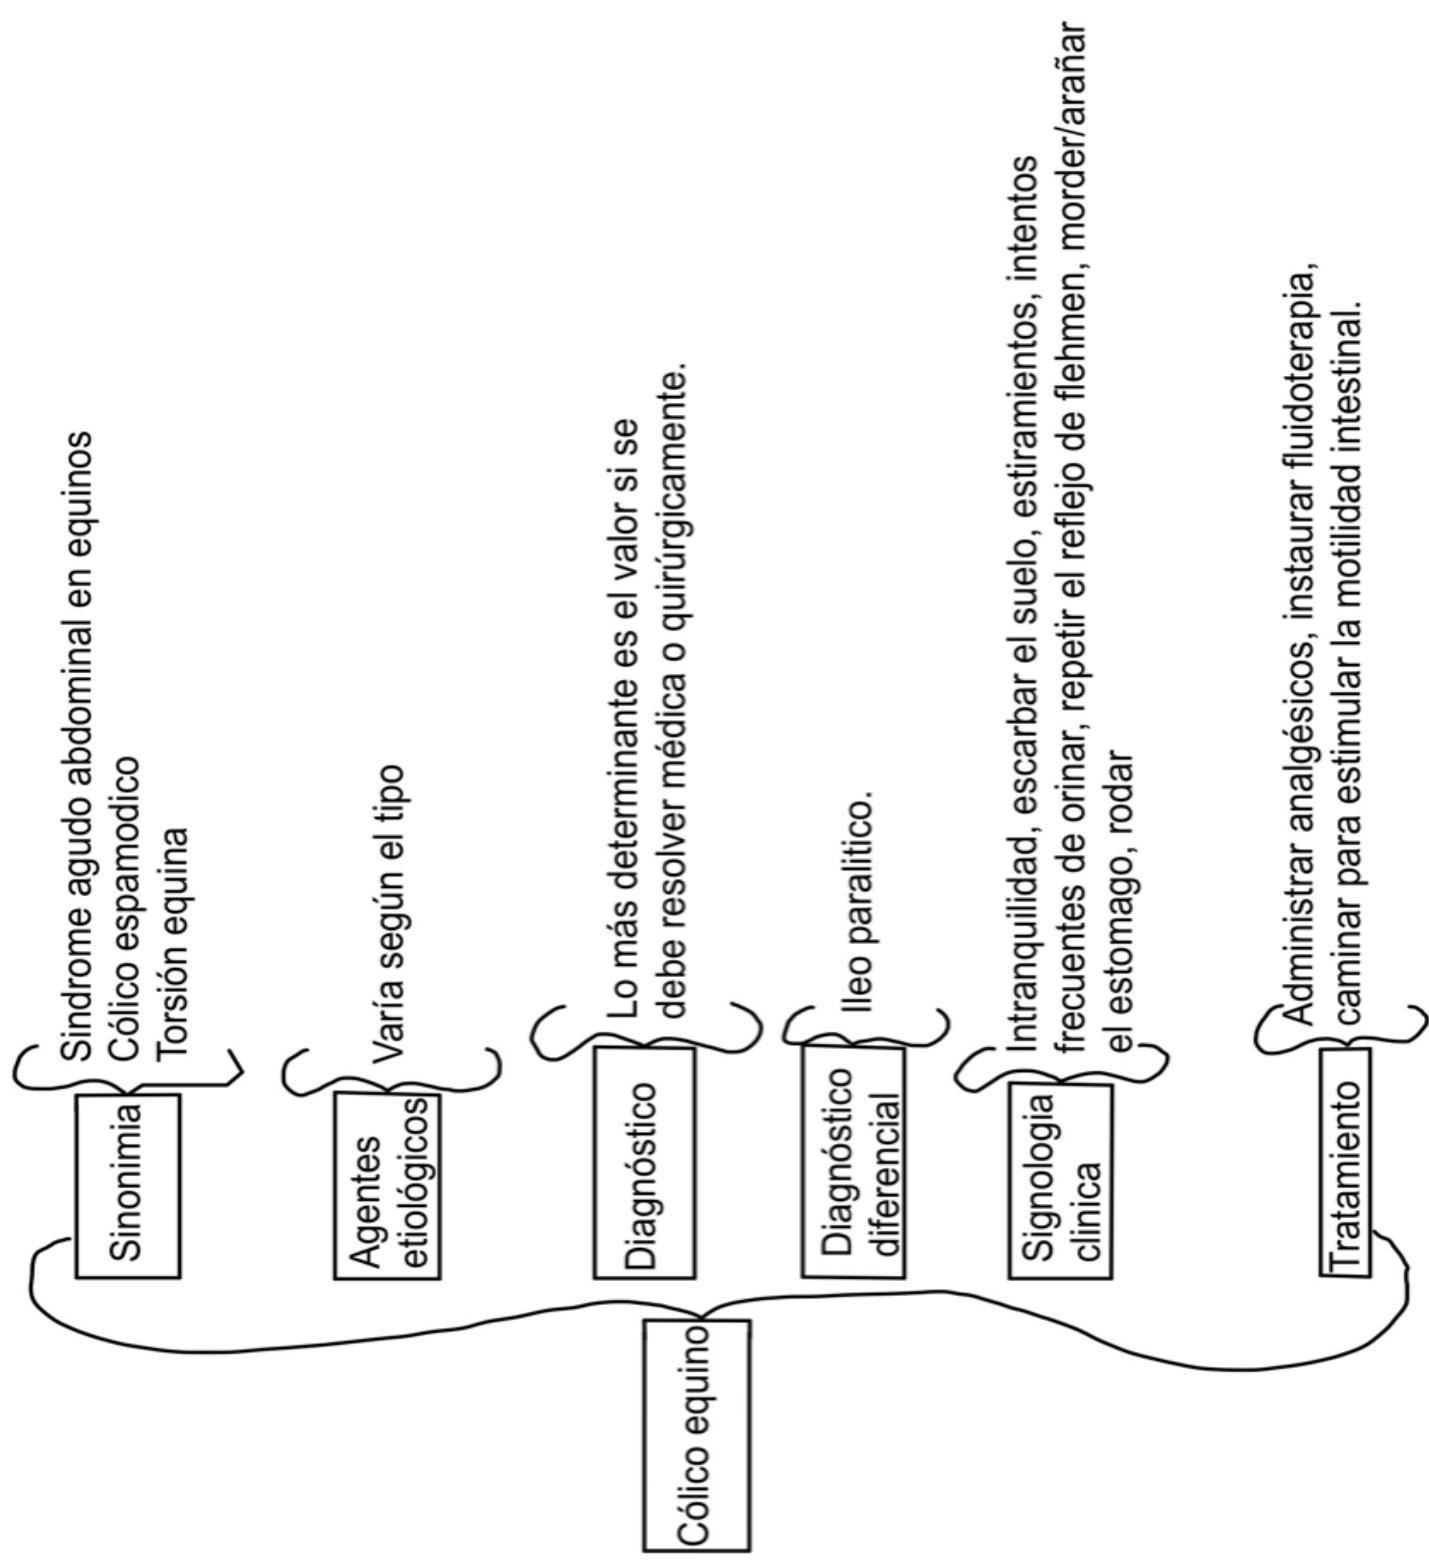 Cólico equino
Sinonimia
Sindrome agudo abdominal en equinos
Cólico espamodico
Torsión equina
Agentes
etiológicos
Varía según el tipo
Diagnóstico
Lo más determinante es el valor si se
debe resolver médica o quirúrgicamente.
Diagnóstico
diferencial
Illeo paralitico.
Signologia
clinica
Intranquilidad, escarbar el suelo, estiramientos, intentos
frecuentes de orinar, repetir el reflejo de flehmen, morder/arañar
el estomago, rodar
Tratamiento
Administrar analgésicos, instaurar fluidoterapia,
caminar para estimular la motilidad intestinal.